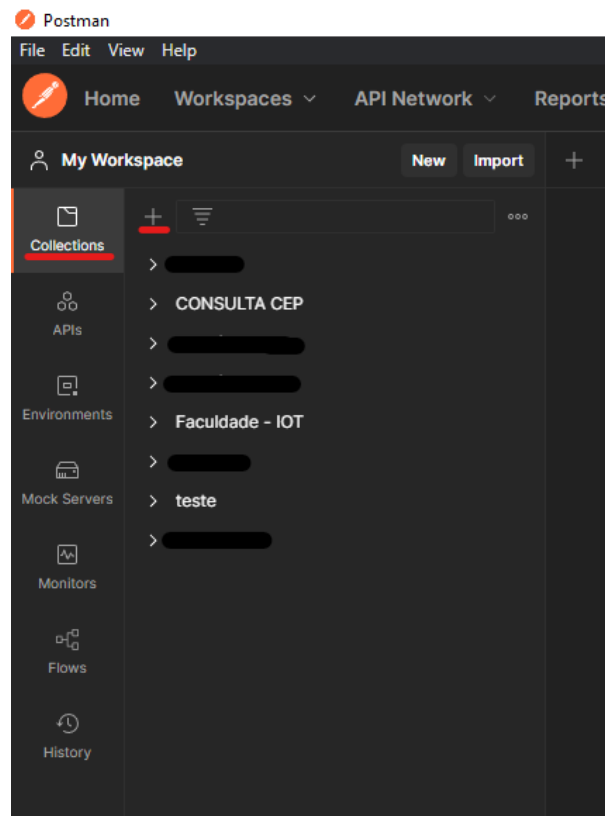 Postman
File Edit View Help
Home Workspaces API Network Reports
My Workspace New Import
Collections
CONSULTA CEP
APIs
Environments
Faculdade - IOT
Mock Servers
teste
Monitors
Flows
History